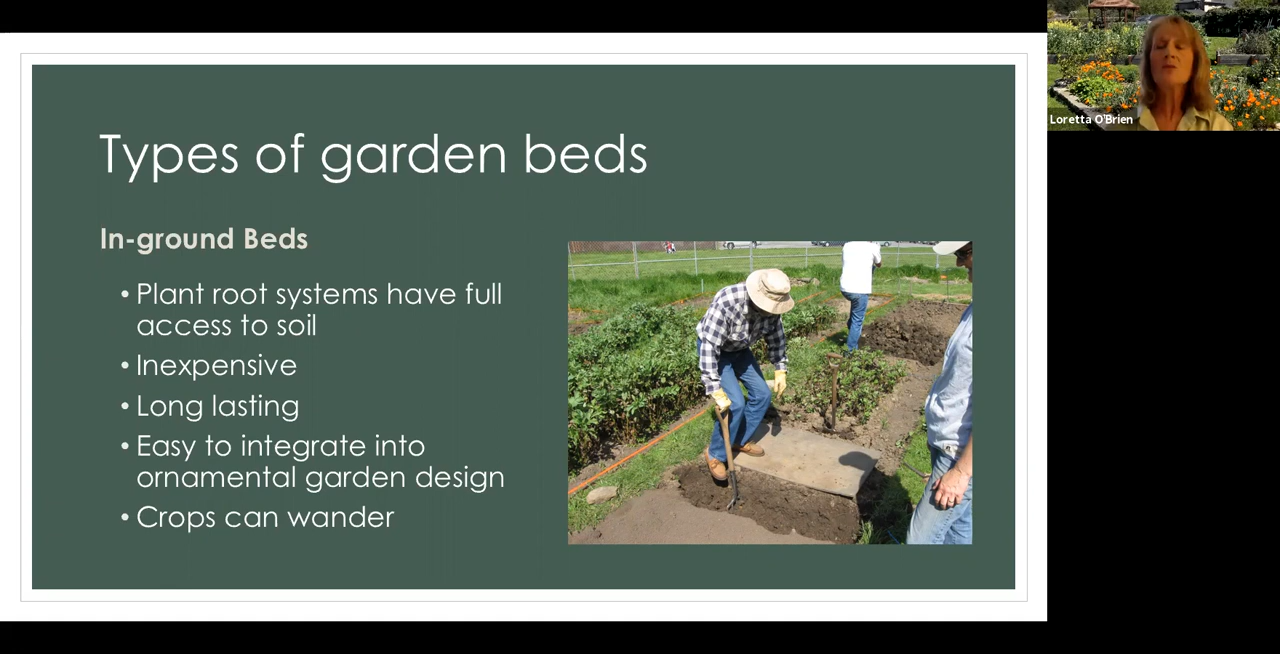 Types of garden beds
In-ground Beds
• Plant root systems have full
access to soil
• Inexpensive
• Long lasting
• Easy to integrate into
ornamental garden design
• Crops can wander
Loretta O'Brien